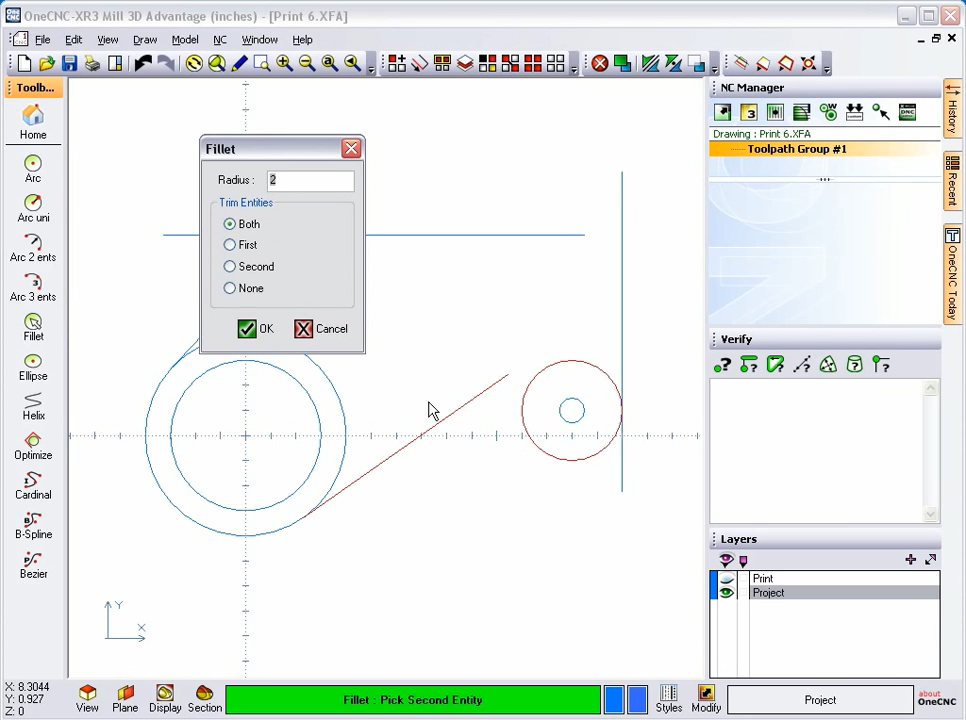 OneCNC-XR3 Mill 3D Advantage (inches) - [Print 6.XFA]
File Edit View Draw Model NC Window Help
Toolb...
Home
Arc
Arc uni
Arc 2 ents
Arc 3 ents
Fillet
Ellipse
Helix
Optimize
Cardinal
B-Spline
Bezier
Fillet
Radius : 2
Trim Entities
Both
First
Second
None
OK Cancel
Y
X
NC Manager
Drawing : Print 6.XFA
Toolpath Group #1
Verify
Layers
Print
Project
History
Recent
OneCNC Today
X: 8.3044
Y: 0.927
Z: 0
View Plane Display Section
Fillet : Pick Second Entity
Styles Modify
Project
about
OneCNC